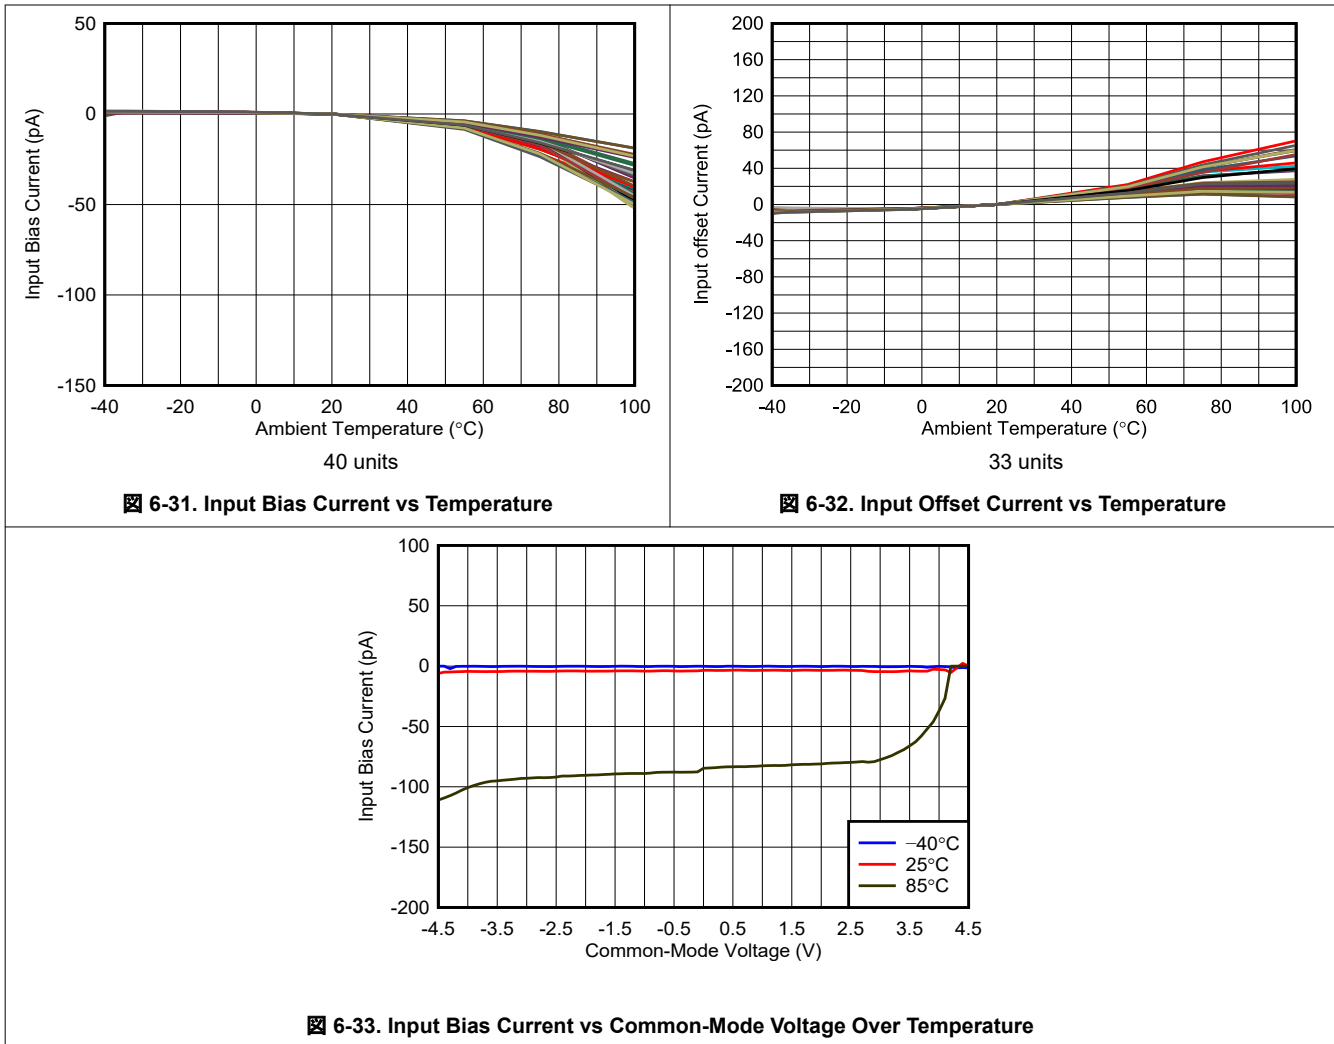 50
0
-50
-100
-150
Input Bias Current (pA)
-40 -20 0 20 40 60 80 100
Ambient Temperature (°C)
40 units
図 6-31. Input Bias Current vs Temperature
200
160
120
80
40
0
-40
-80
-120
-160
-200
Input offset Current (pA)
-40 -20 0 20 40 60 80 100
Ambient Temperature (°C)
33 units
図 6-32. Input Offset Current vs Temperature
100
50
0
-50
-100
-150
-200
Input Bias Current (pA)
−40°C
25°C
85°C
-4.5 -3.5 -2.5 -1.5 -0.5 0.5 1.5 2.5 3.5 4.5
Common-Mode Voltage (V)
図 6-33. Input Bias Current vs Common-Mode Voltage Over Temperature